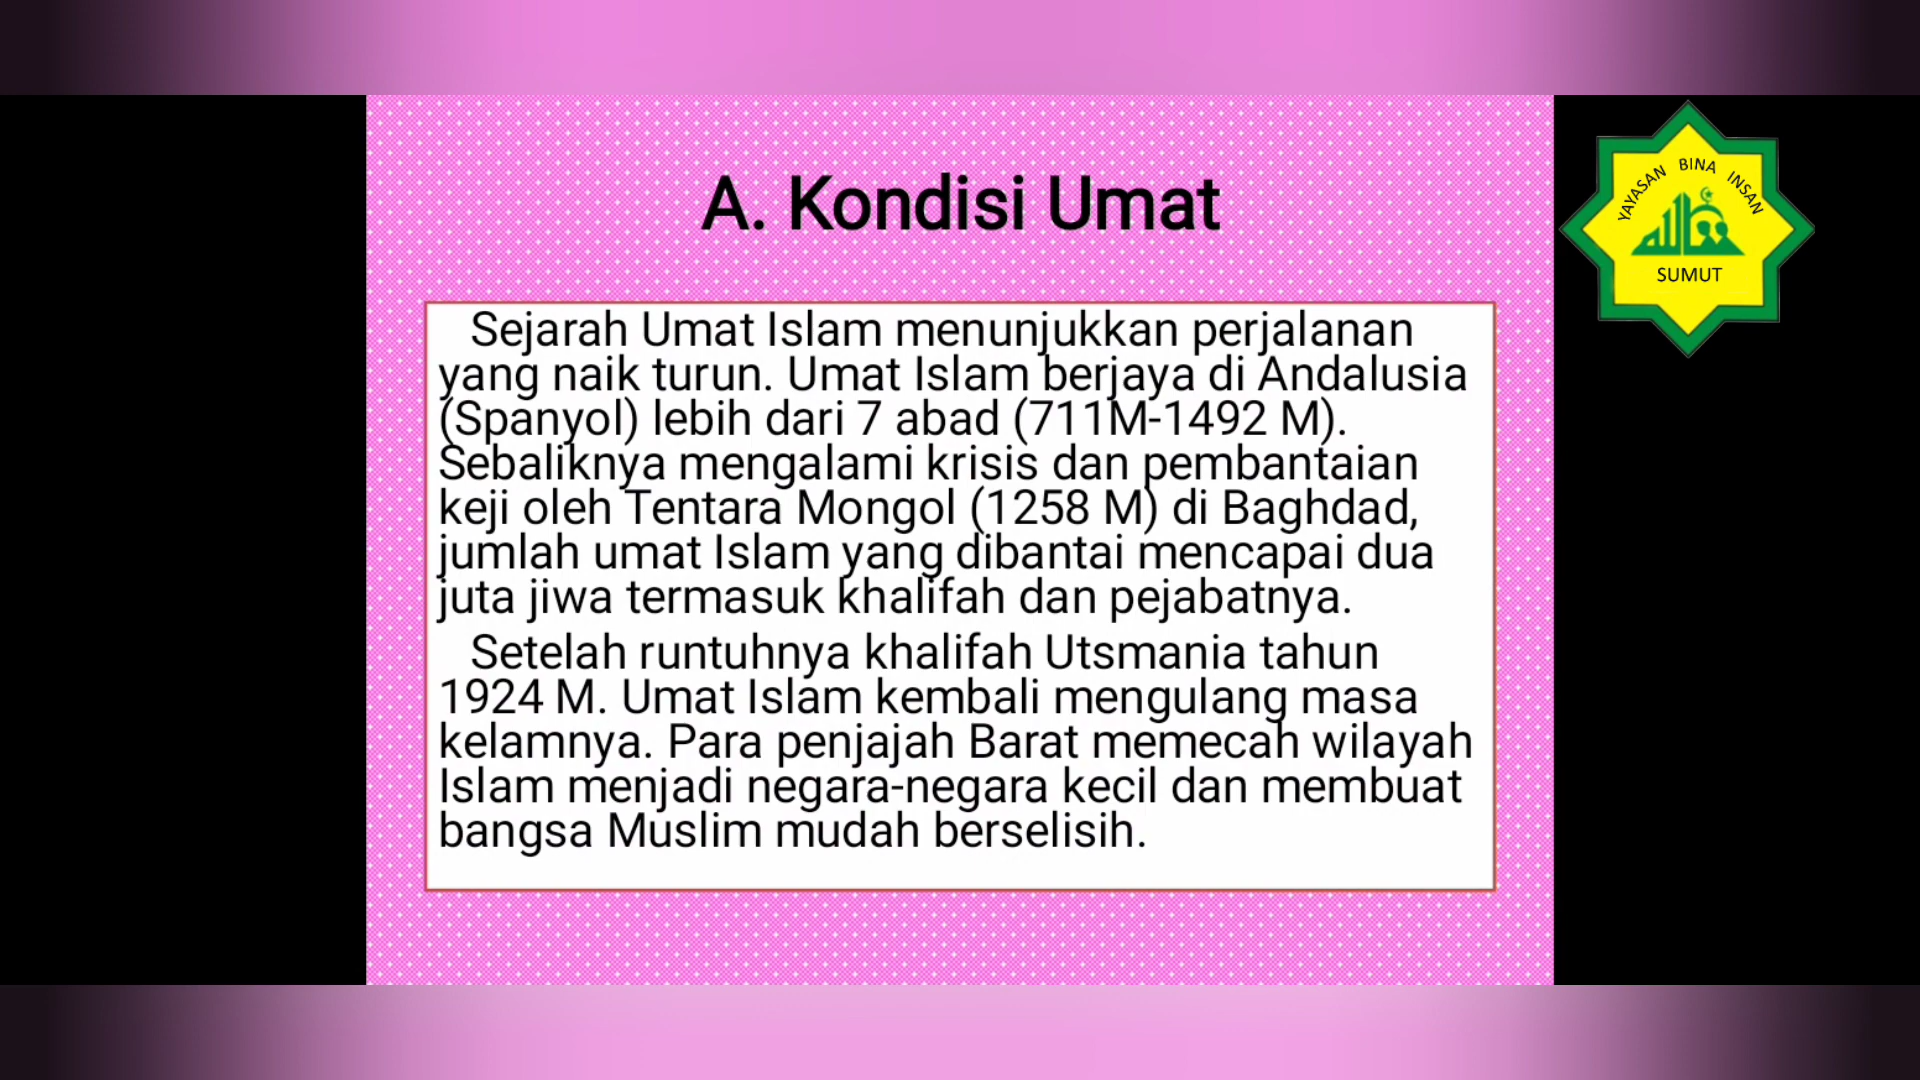 A. Kondisi Umat
Sejarah Umat Islam menunjukkan perjalanan
yang naik turun. Umat Islam berjaya di Andalusia
(Spanyol) lebih dari 7 abad (711M-1492 M).
Sebaliknya mengalami krisis dan pembantaian
keji oleh Tentara Mongol (1258 M) di Baghdad,
jumlah umat Islam yang dibantai mencapai dua
juta jiwa termasuk khalifah dan pejabatnya.
Setelah runtuhnya khalifah Utsmania tahun
1924 M. Umat Islam kembali mengulang masa
kelamnya. Para penjajah Barat memecah wilayah
Islam menjadi negara-negara kecil dan membuat
bangsa Muslim mudah berselisih.
YAYASAN BINA INSAN
الله
SUMUT